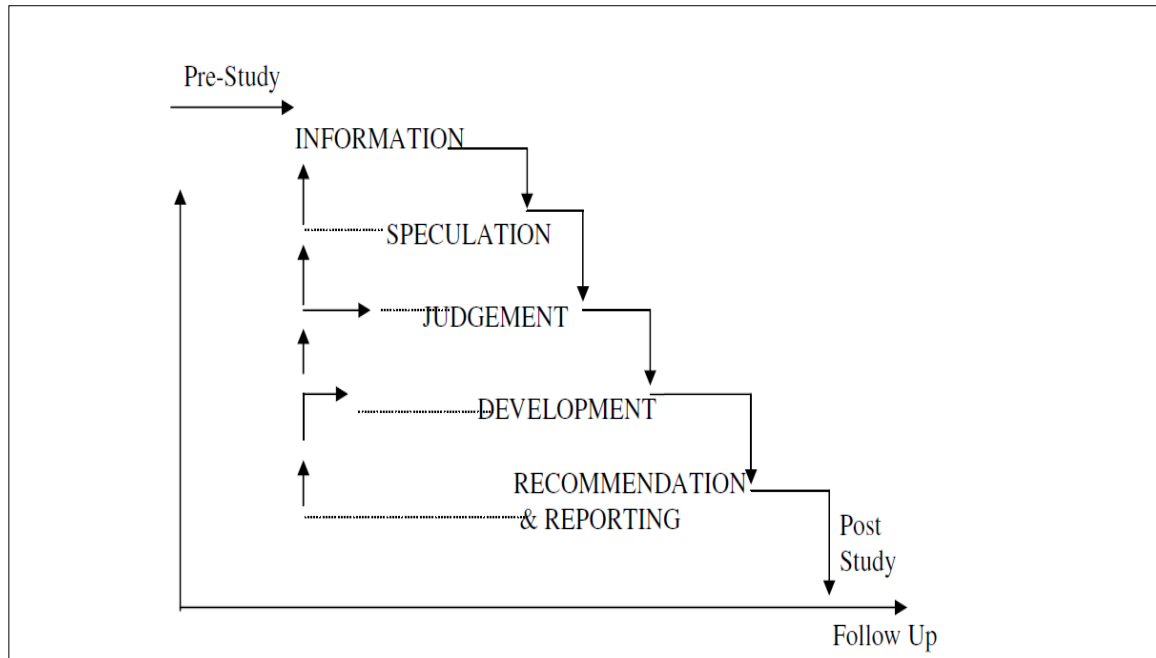 Pre-Study
INFORMATION
SPECULATION
JUDGEMENT
DEVELOPMENT
RECOMMENDATION
& REPORTING
Post
Study
Follow Up